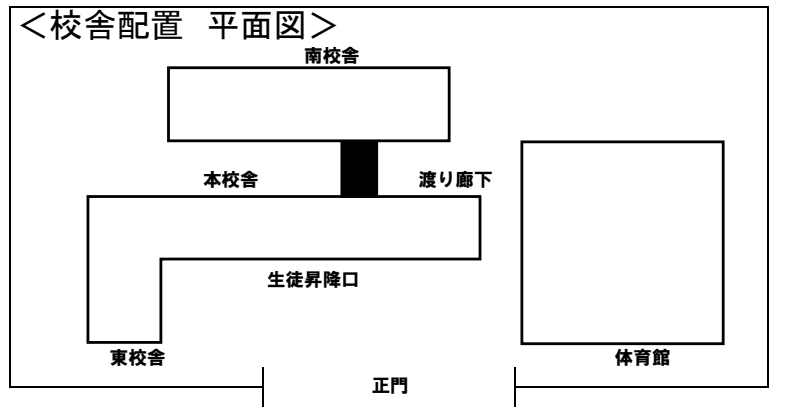 ＜校舎配置　平面図＞
南校舎
本校舎
渡り廊下
生徒昇降口
東校舎
体育館
正門